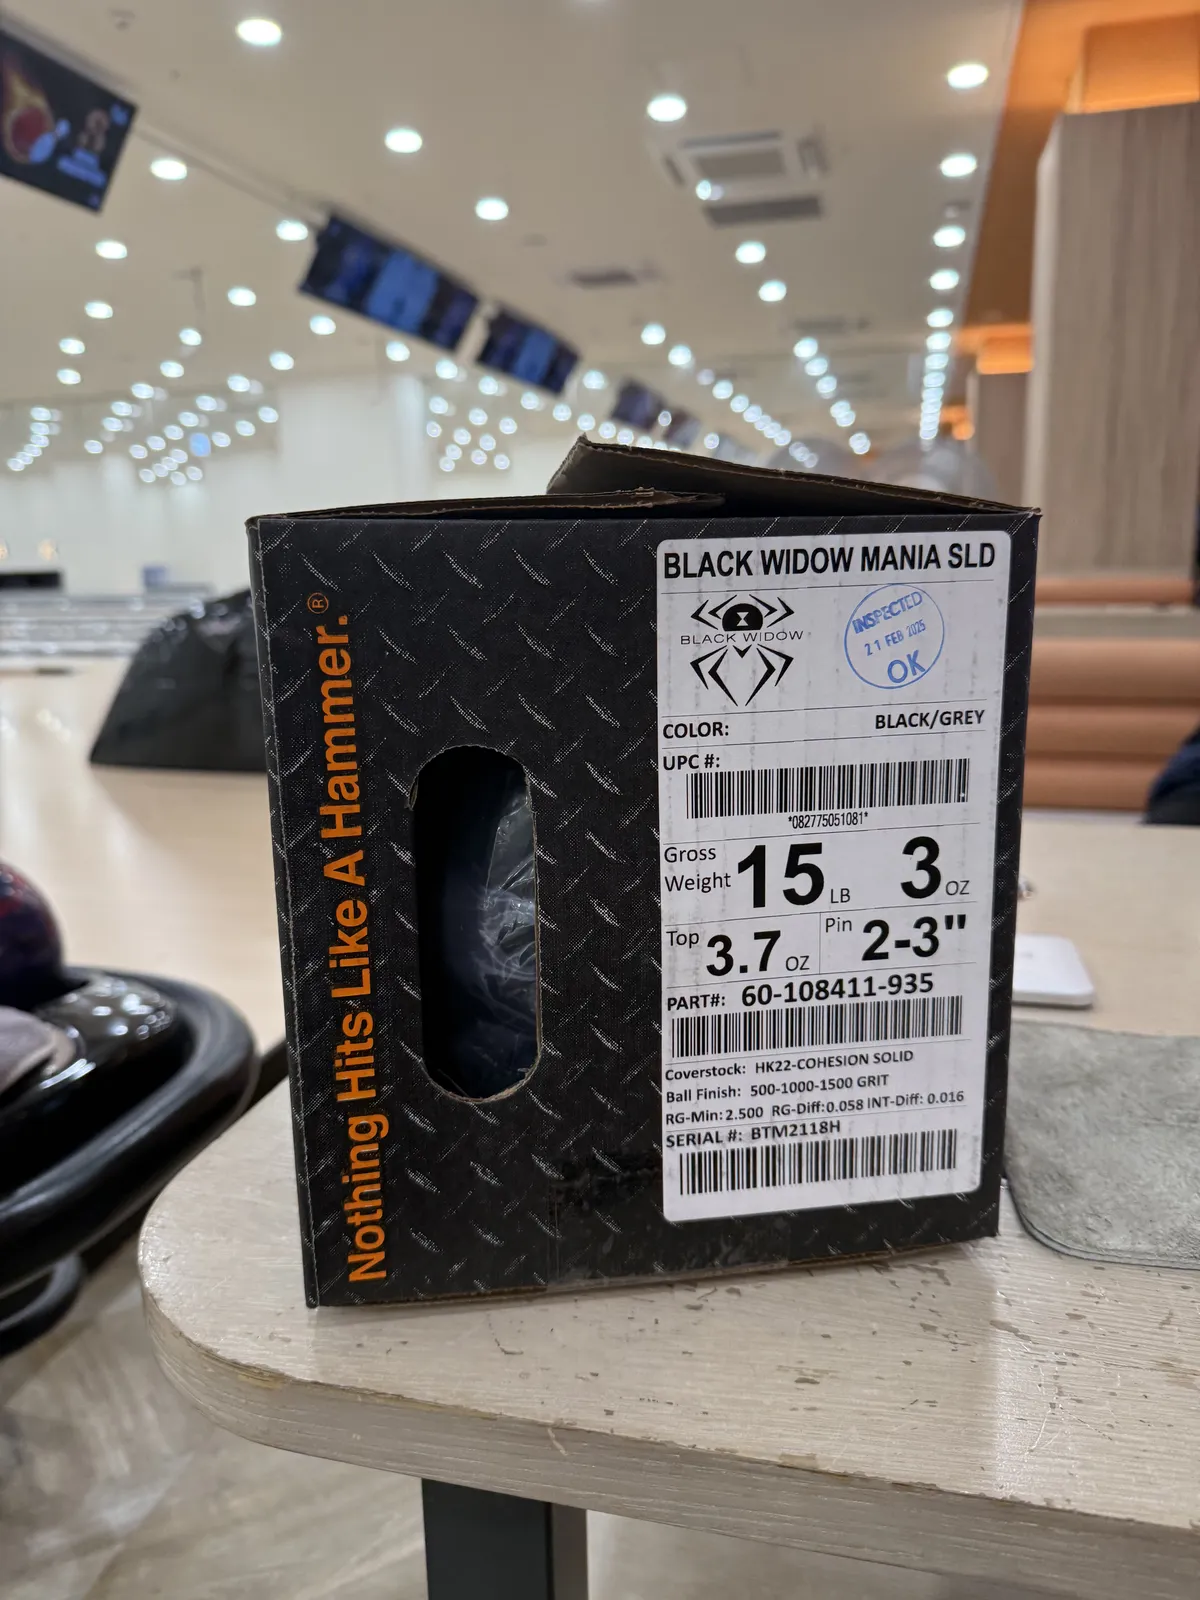 Nothing Hits Like A Hammer.®
BLACK WIDOW MANIA SLD
BLACK WIDOW
INSPECTED
21 FEB 2025
OK
COLOR: BLACK/GREY
UPC #:
*082775051081*
Gross Weight 15 LB 3 OZ
Top 3.7 OZ Pin 2-3"
PART#: 60-108411-935
Coverstock: HK22-COHESION SOLID
Ball Finish: 500-1000-1500 GRIT
RG-Min: 2.500 RG-Diff:0.058 INT-Diff: 0.016
SERIAL #: BTM2118H